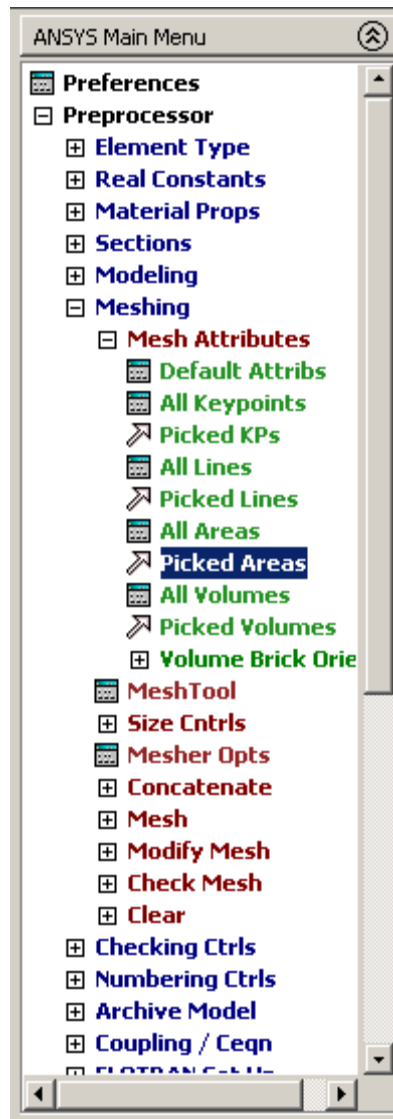 ANSYS Main Menu
Preferences
Preprocessor
Element Type
Real Constants
Material Props
Sections
Modeling
Meshing
Mesh Attributes
Default Attribs
All Keypoints
Picked KPs
All Lines
Picked Lines
All Areas
Picked Areas
All Volumes
Picked Volumes
Volume Brick Orie
MeshTool
Size Cntrls
Mesher Opts
Concatenate
Mesh
Modify Mesh
Check Mesh
Clear
Checking Ctrls
Numbering Ctrls
Archive Model
Coupling / Ceqn
FLOTRAN Set Up